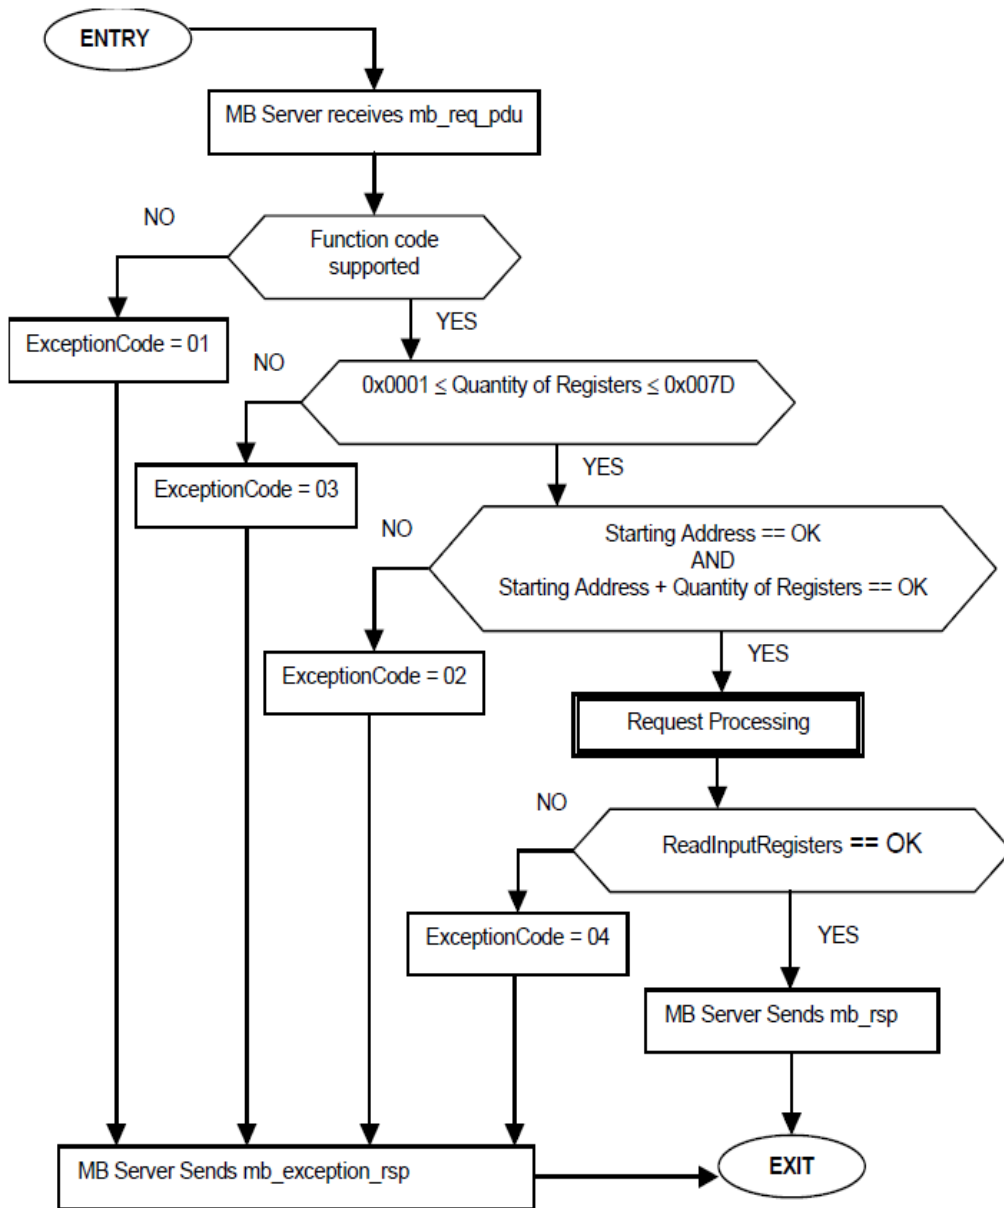 ENTRY
MB Server receives mb_req_pdu
NO
Function code
supported
YES
ExceptionCode = 01
NO
0x0001 ≤ Quantity of Registers ≤ 0x007D
YES
ExceptionCode = 03
NO
Starting Address == OK
AND
Starting Address + Quantity of Registers == OK
YES
ExceptionCode = 02
Request Processing
NO
ReadInputRegisters == OK
YES
ExceptionCode = 04
MB Server Sends mb_rsp
MB Server Sends mb_exception_rsp
EXIT